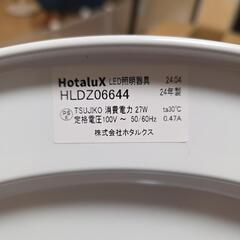 HotaluX LED照明器具 24.04
HLDZ06644 24年製
PSE TSUJIKO 消費電力 27W ta30℃
定格電圧100V ～ 50/60Hz 0.47A
株式会社ホタルクス